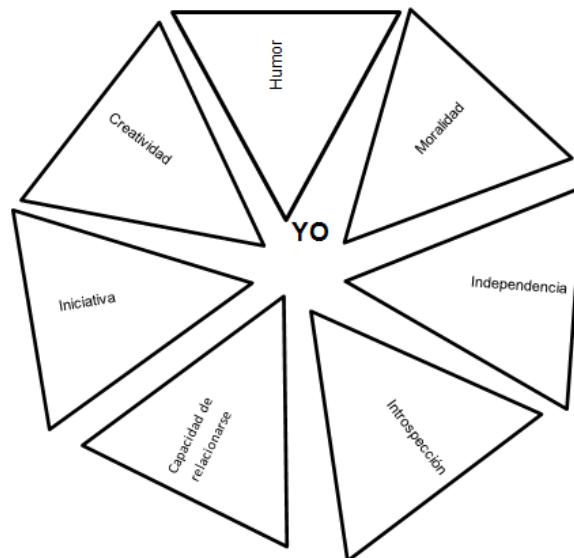 Humor
Moralidad
Creatividad
YO
Independencia
Iniciativa
Introspección
Capacidad de
relacionarse